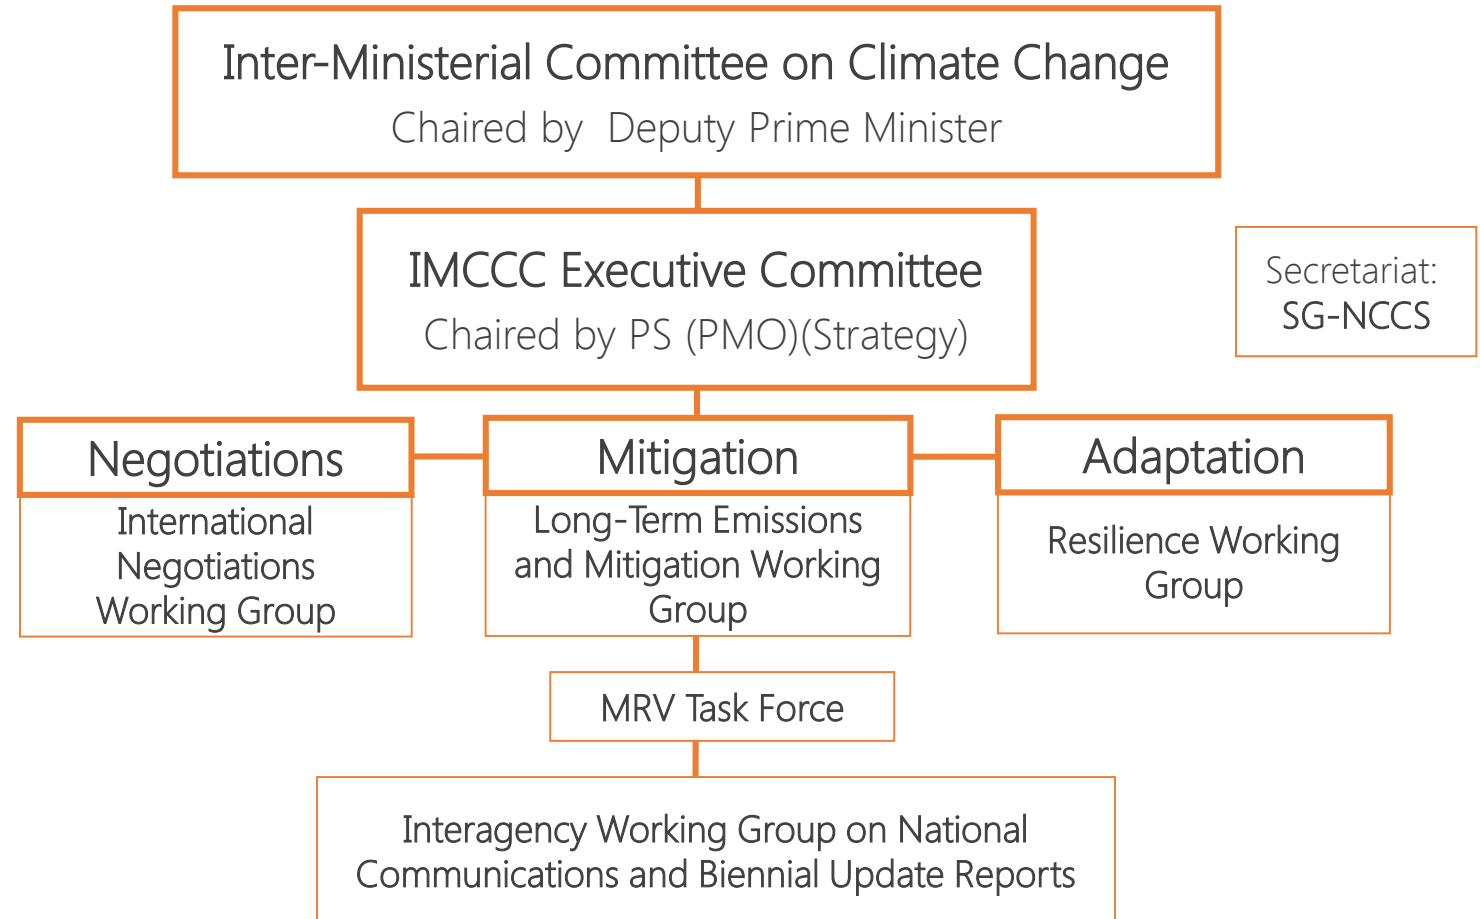 Inter-Ministerial Committee on Climate Change
Chaired by Deputy Prime Minister
IMCCC Executive Committee
Chaired by PS (PMO)(Strategy)
Secretariat:
SG-NCCS
Negotiations
International
Negotiations
Working Group
Mitigation
Long-Term Emissions
and Mitigation Working
Group
Adaptation
Resilience Working
Group
MRV Task Force
Interagency Working Group on National
Communications and Biennial Update Reports